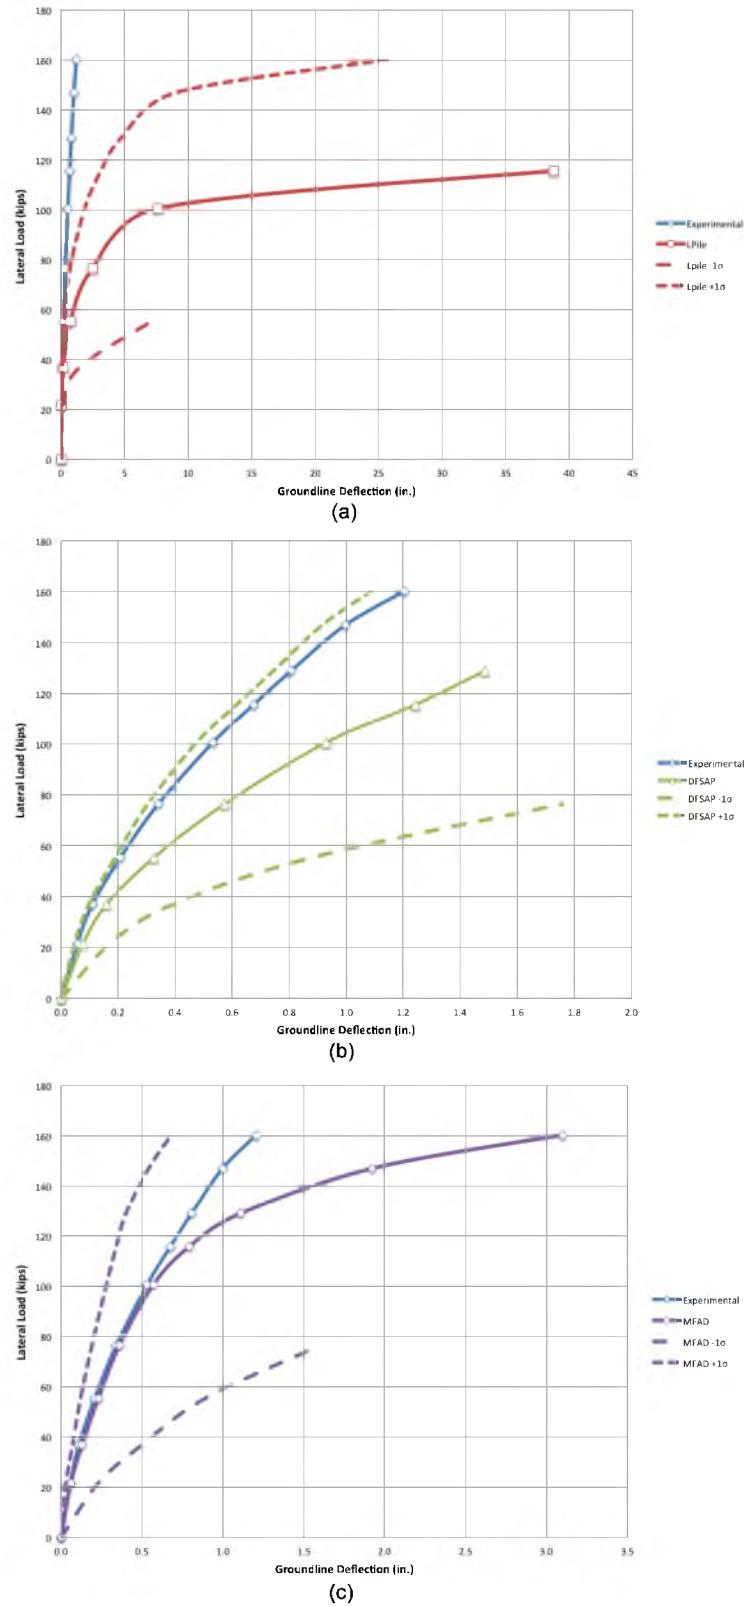 180
160
140
120
100
80
60
40
20
0
Lateral Load (kips)
0 5 10 15 20 25 30 35 40 45
Groundline Deflection (in.)
Experimental
LPile
Lpile -1σ
Lpile +1σ
(a)
180
160
140
120
100
80
60
40
20
0
Lateral Load (kips)
0.0 0.2 0.4 0.6 0.8 1.0 1.2 1.4 1.6 1.8 2.0
Groundline Deflection (in.)
Experimental
DFSAP
DFSAP -1σ
DFSAP +1σ
(b)
180
160
140
120
100
80
60
40
20
0
Lateral Load (kips)
0.0 0.5 1.0 1.5 2.0 2.5 3.0 3.5
Groundline Deflection (in.)
Experimental
MFAD
MFAD -1σ
MFAD +1σ
(c)